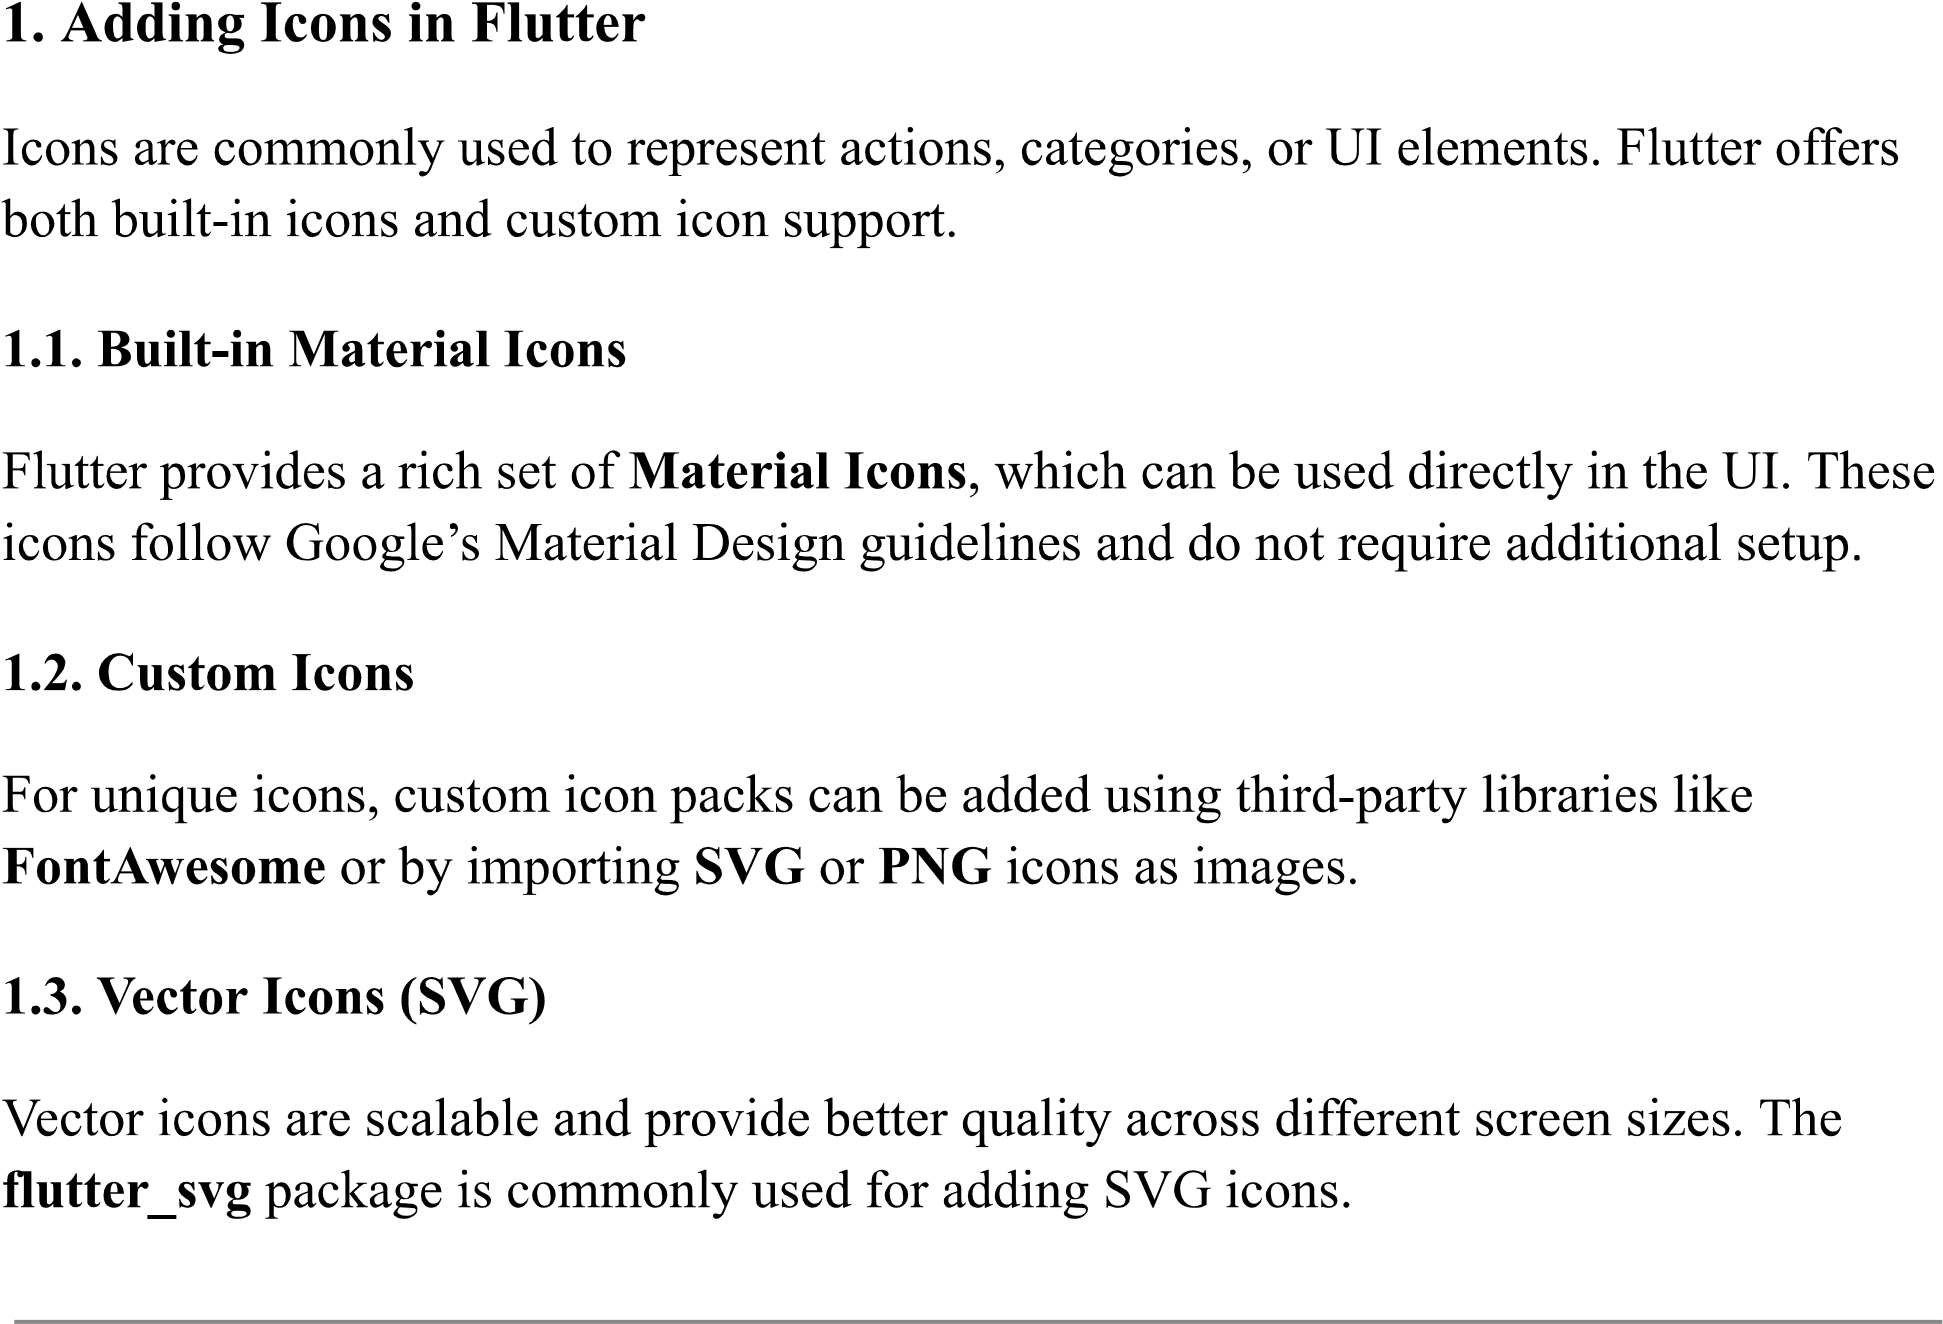 1. Adding Icons in Flutter
Icons are commonly used to represent actions, categories, or UI elements. Flutter offers
both built-in icons and custom icon support.
1.1. Built-in Material Icons
Flutter provides a rich set of Material Icons, which can be used directly in the UI. These
icons follow Google’s Material Design guidelines and do not require additional setup.
1.2. Custom Icons
For unique icons, custom icon packs can be added using third-party libraries like
FontAwesome or by importing SVG or PNG icons as images.
1.3. Vector Icons (SVG)
Vector icons are scalable and provide better quality across different screen sizes. The
flutter_svg package is commonly used for adding SVG icons.